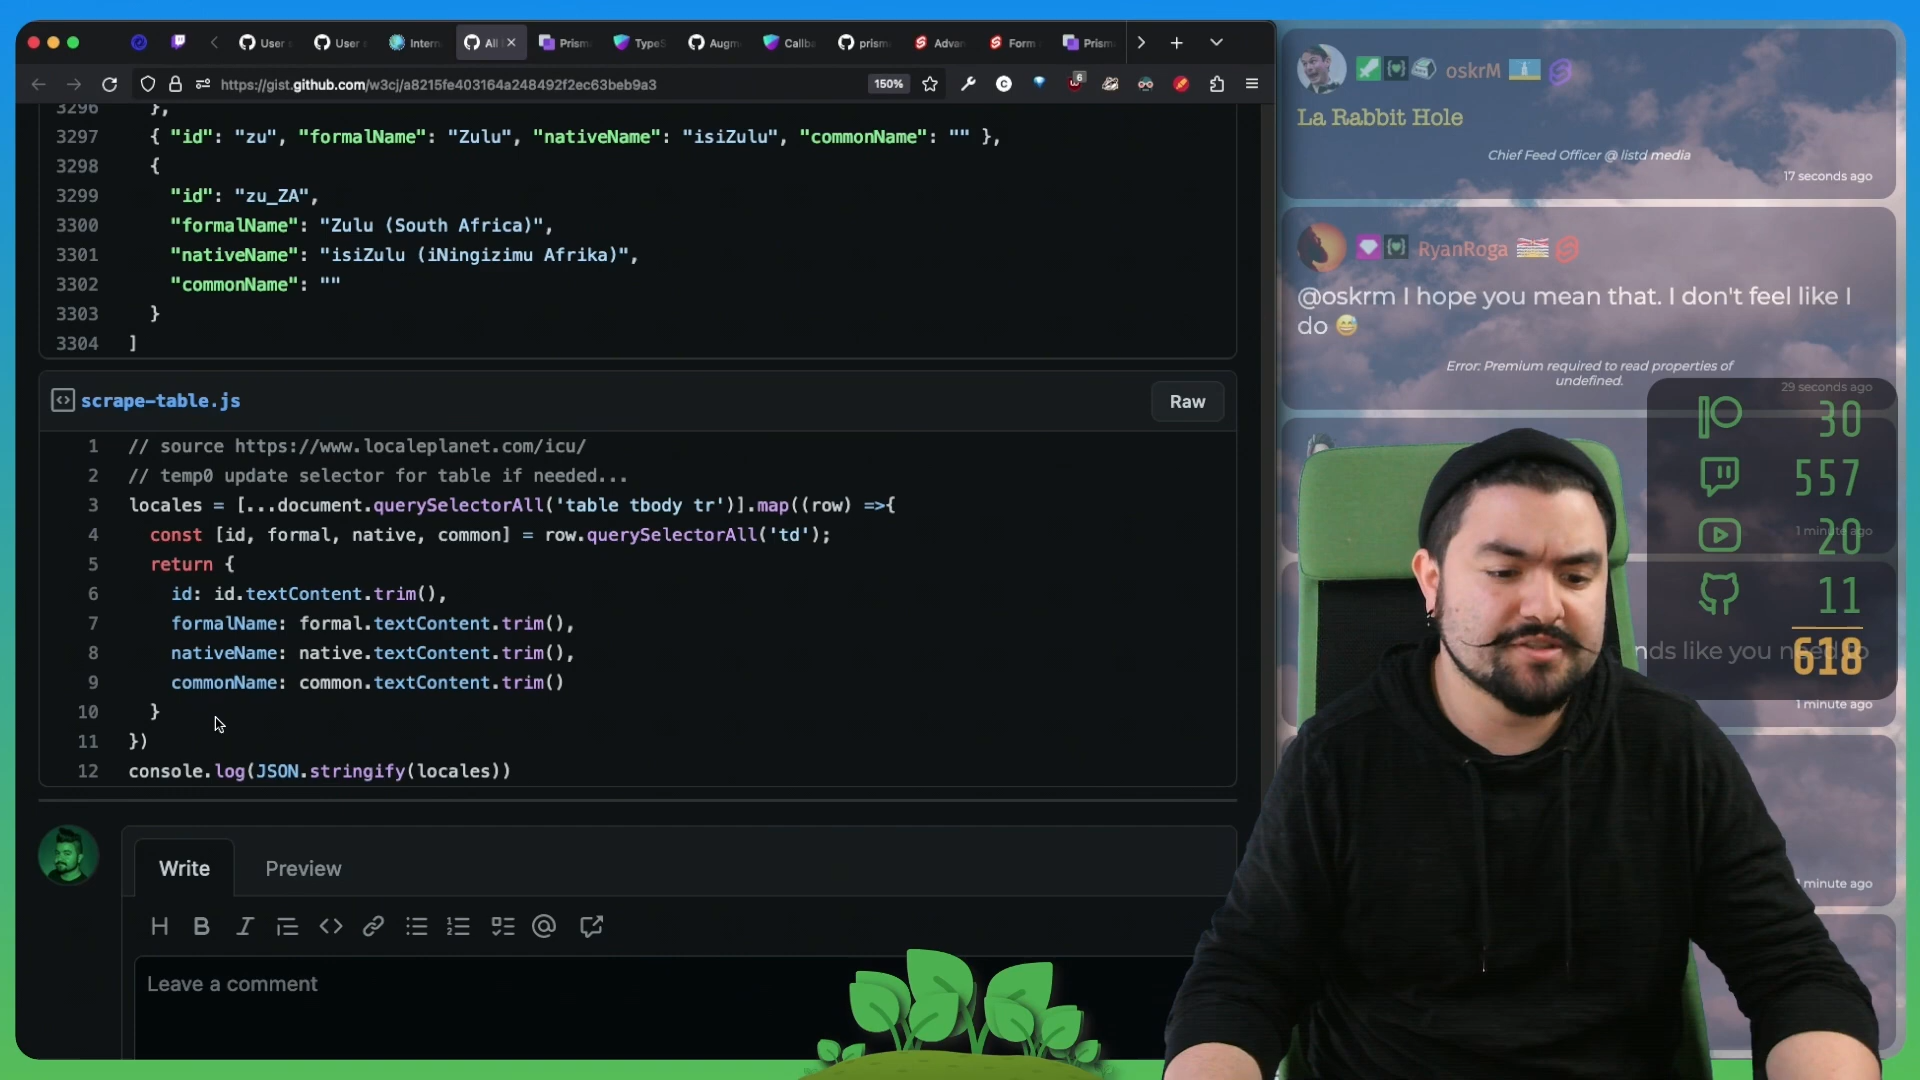 User
User
Intern
All
Prisma
TypeS
Augm
Callba
prism
Advan
Form
Prism
https://gist.github.com/w3cj/a8215fe403164a248492f2ec63beb9a3
150%
6
3296 },
3297 { "id": "zu", "formalName": "Zulu", "nativeName": "isiZulu", "commonName": "" },
3298 {
3299 "id": "zu_ZA",
3300 "formalName": "Zulu (South Africa)",
3301 "nativeName": "isiZulu (iNingizimu Afrika)",
3302 "commonName": ""
3303 }
3304 ]
scrape-table.js
Raw
1 // source https://www.localeplanet.com/icu/
2 // temp0 update selector for table if needed...
3 locales = [...document.querySelectorAll('table tbody tr')].map((row) =>{
4 const [id, formal, native, common] = row.querySelectorAll('td');
5 return {
6 id: id.textContent.trim(),
7 formalName: formal.textContent.trim(),
8 nativeName: native.textContent.trim(),
9 commonName: common.textContent.trim()
10 }
11 })
12 console.log(JSON.stringify(locales))
Write
Preview
Leave a comment
oskrM
La Rabbit Hole
Chief Feed Officer @ listd media
17 seconds ago
RyanRoga
@oskrm I hope you mean that. I don't feel like I
do 😅
Error: Premium required to read properties of
undefined.
29 seconds ago
30
557
1 minute ago
20
11
nds like you need to
618
1 minute ago
minute ago